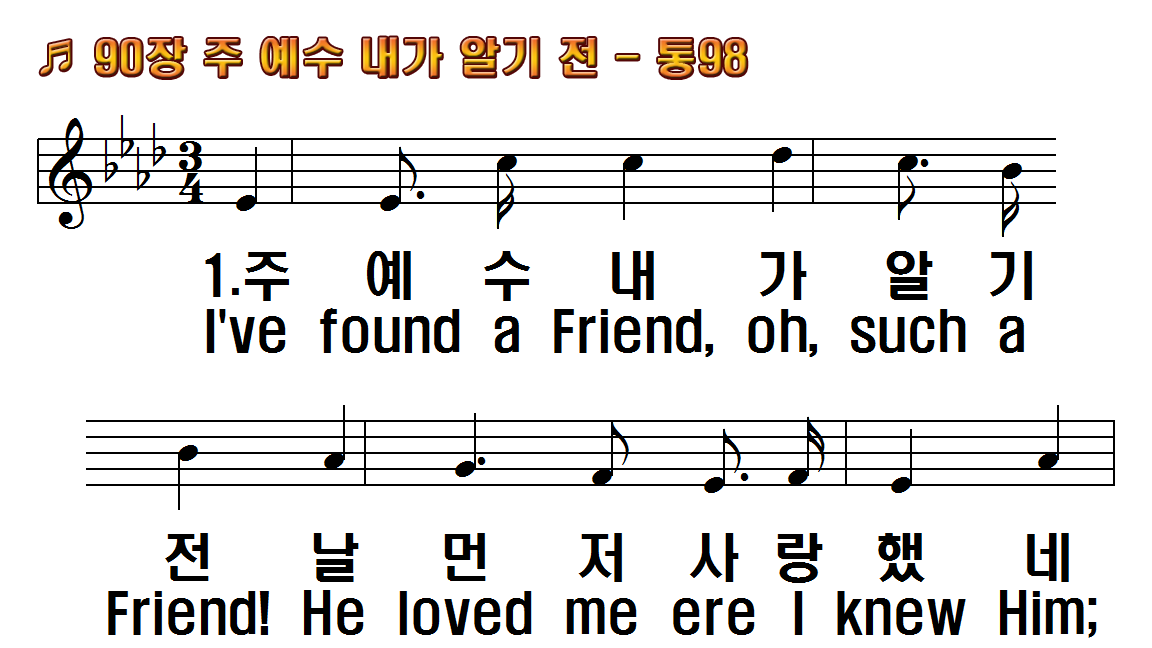 ♬ 90장 주 예수 내가 알기 전 - 통98
3
4
1.주 예 수 내 가 알 기
I've found a Friend, oh, such a
전 날 먼 저 사 랑 했 네
Friend! He loved me ere I knew Him;